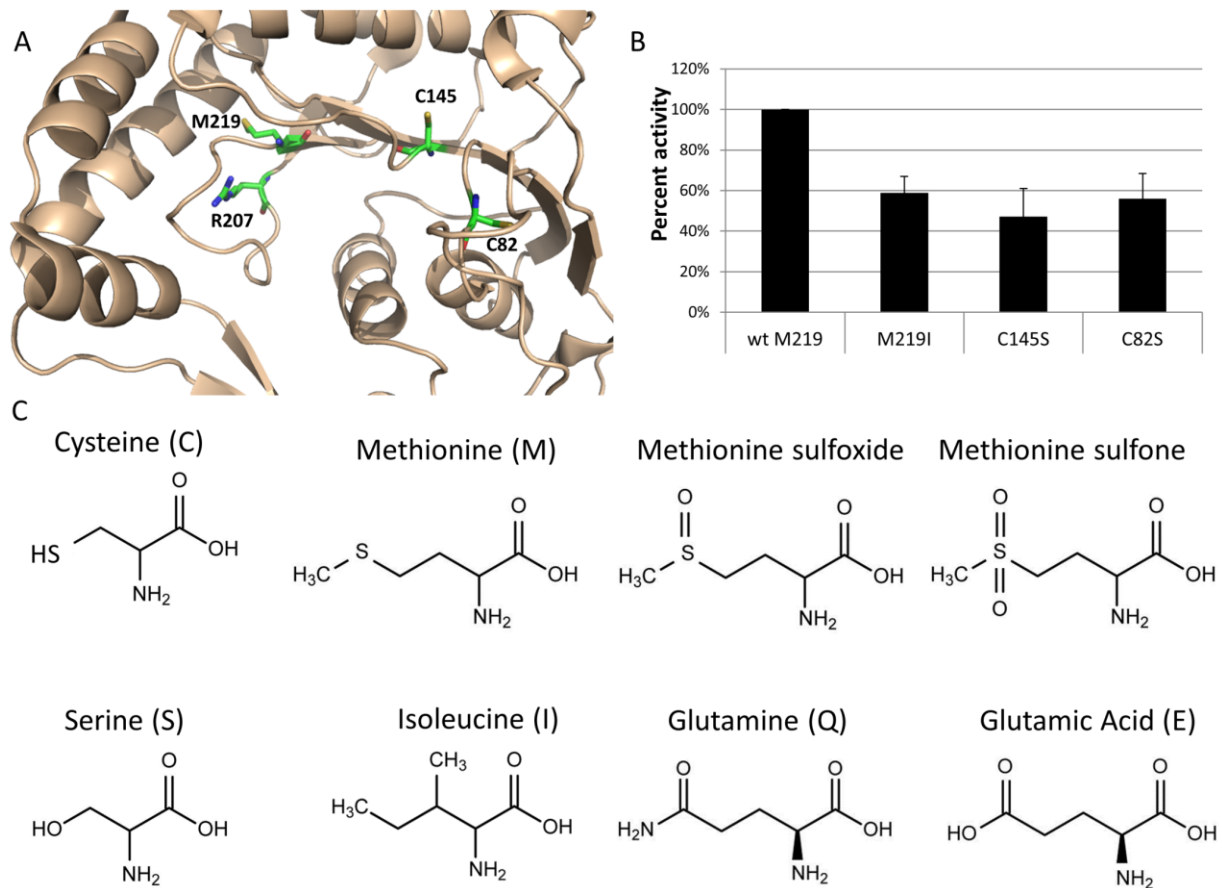 A
M219
R207
C145
C82
B
Percent activity
120%
100%
80%
60%
40%
20%
0%
wt M219 M219I C145S C82S
C
Cysteine (C) Methionine (M) Methionine sulfoxide Methionine sulfone
O
HS
OH
NH₂
O
S
H₃C
OH
NH₂
O
O
S
H₃C
OH
NH₂
O
O
S
H₃C
OH
O
NH₂
Serine (S) Isoleucine (I) Glutamine (Q) Glutamic Acid (E)
O
HO
OH
NH₂
CH₃
O
H₃C
OH
NH₂
O
O
H₂N
OH
NH₂
O
O
HO
OH
NH₂